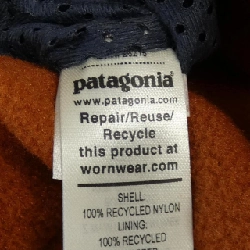 patagonia®
www.patagonia.com
Repair/Reuse/
Recycle
this product at
wornwear.com
SHELL:
100% RECYCLED NYLON
LINING:
100% RECYCLED